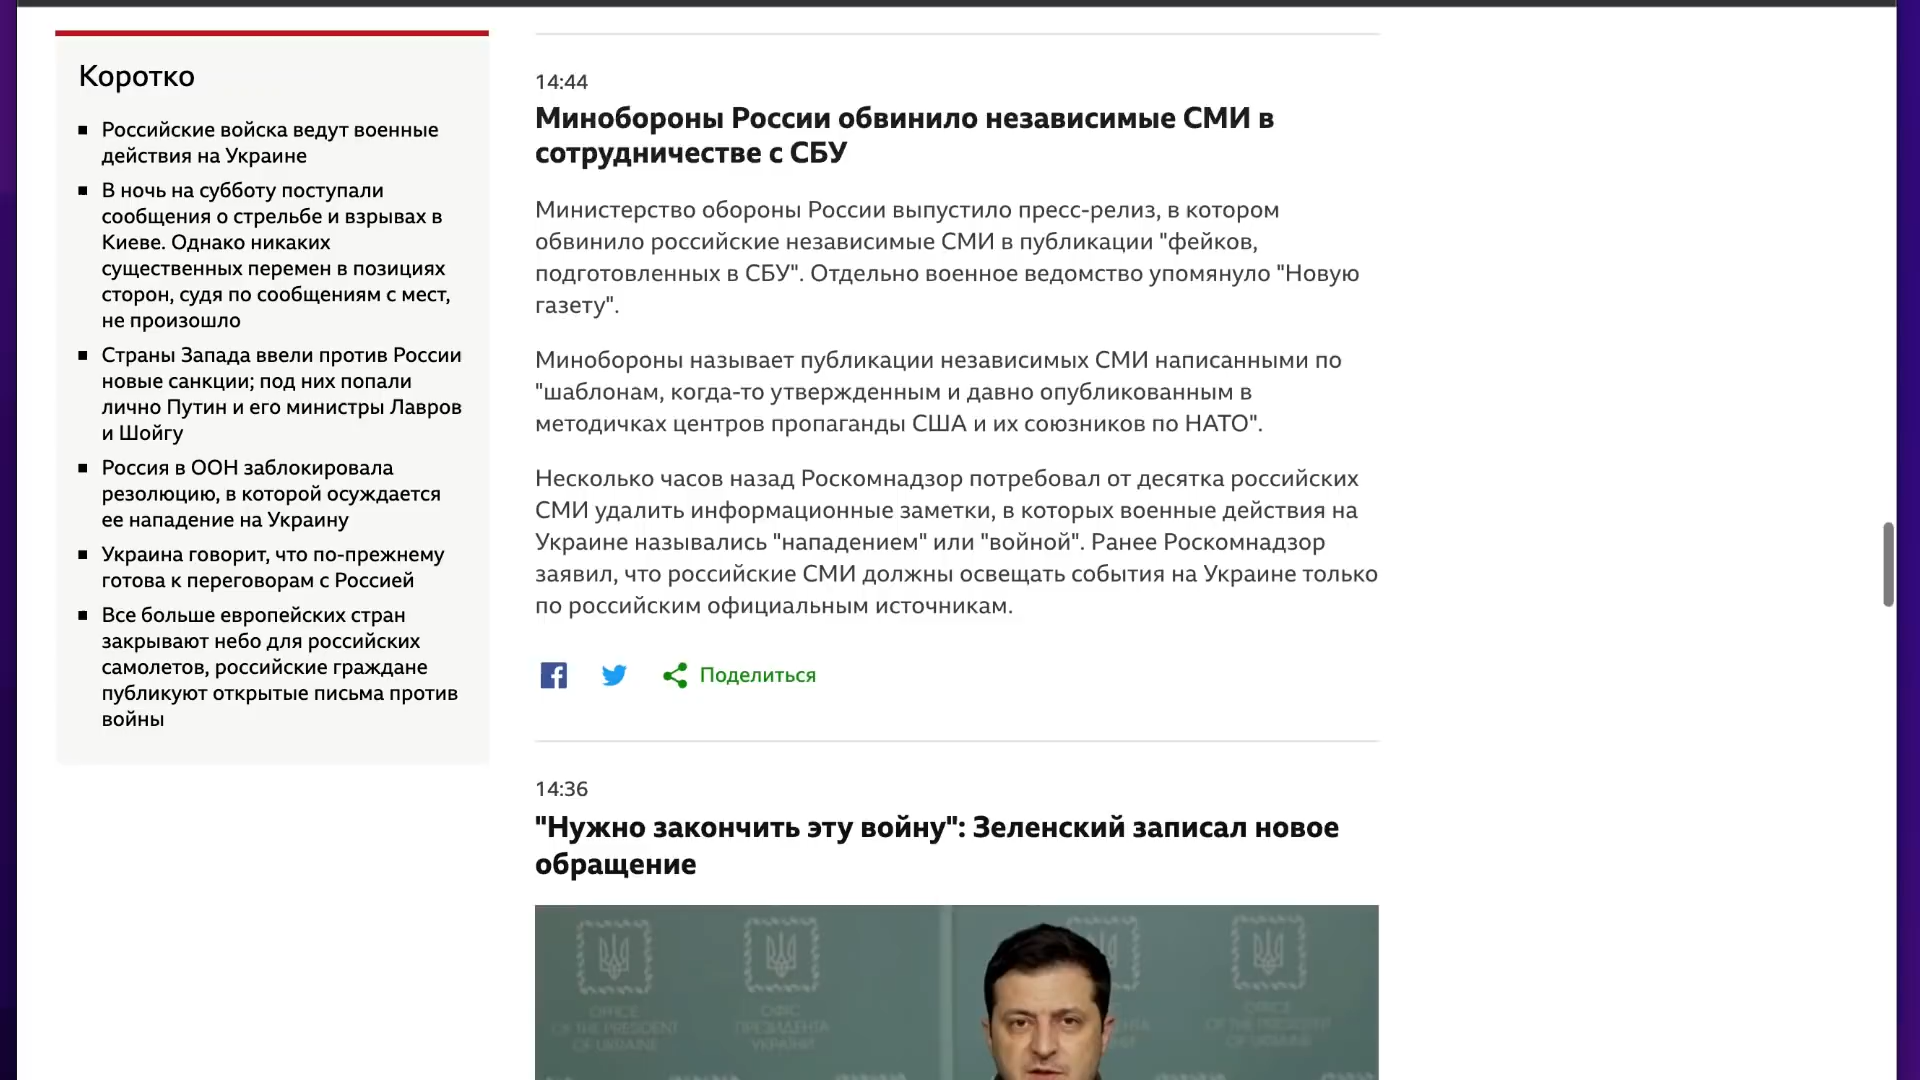 Коротко
Российские войска ведут военные
действия на Украине
В ночь на субботу поступали
сообщения о стрельбе и взрывах в
Киеве. Однако никаких
существенных перемен в позициях
сторон, судя по сообщениям с мест,
не произошло
Страны Запада ввели против России
новые санкции; под них попали
лично Путин и его министры Лавров
и Шойгу
Россия в ООН заблокировала
резолюцию, в которой осуждается
ее нападение на Украину
Украина говорит, что по-прежнему
готова к переговорам с Россией
Все больше европейских стран
закрывают небо для российских
самолетов, российские граждане
публикуют открытые письма против
войны
14:44
Минобороны России обвинило независимые СМИ в
сотрудничестве с СБУ
Министерство обороны России выпустило пресс-релиз, в котором
обвинило российские независимые СМИ в публикации "фейков,
подготовленных в СБУ". Отдельно военное ведомство упомянуло "Новую
газету".
Минобороны называет публикации независимых СМИ написанными по
"шаблонам, когда-то утвержденным и давно опубликованным в
методичках центров пропаганды США и их союзников по НАТО".
Несколько часов назад Роскомнадзор потребовал от десятка российских
СМИ удалить информационные заметки, в которых военные действия на
Украине назывались "нападением" или "войной". Ранее Роскомнадзор
заявил, что российские СМИ должны освещать события на Украине только
по российским официальным источникам.
Поделиться
14:36
"Нужно закончить эту войну": Зеленский записал новое
обращение
OFFICE
OF THE PRESIDENT
OF UKRAINE
ОФІС
ПРЕЗИДЕНТА
УКРАЇНИ
OFFICE
OF THE PRESIDENT
OF UKRAINE